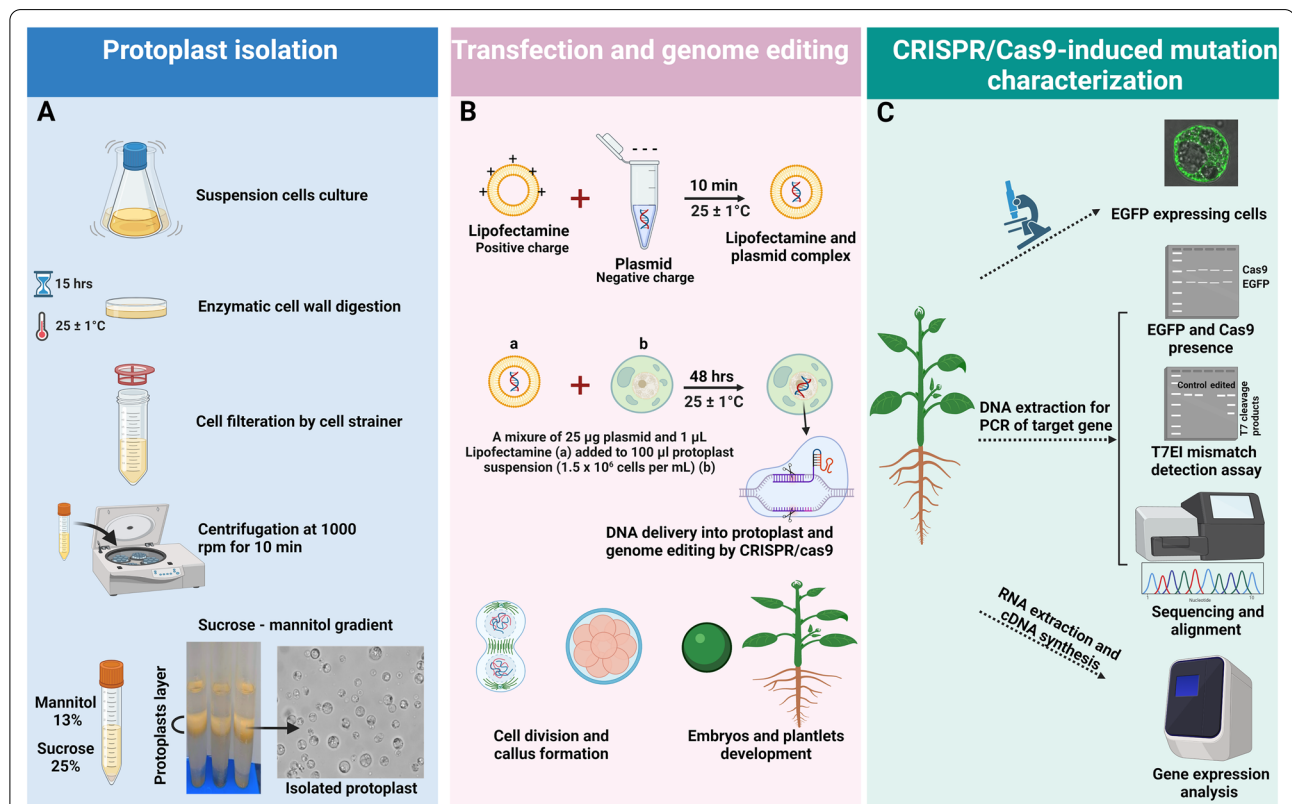 Protoplast isolation
A
Suspension cells culture
15 hrs
25 ± 1°C
Enzymatic cell wall digestion
Cell filteration by cell strainer
Centrifugation at 1000
rpm for 10 min
Sucrose - mannitol gradient
Mannitol
13%
Sucrose
25%
Protoplasts layer
Isolated protoplast
Transfection and genome editing
B
+
+
+
+
+
- - -
+
10 min
25 ± 1°C
Lipofectamine
Positive charge
Plasmid
Negative charge
Lipofectamine and
plasmid complex
a
b
+
48 hrs
25 ± 1°C
A mixture of 25 µg plasmid and 1 µL
Lipofectamine (a) added to 100 µl protoplast
suspension (1.5 x 10⁶ cells per mL) (b)
DNA delivery into protoplast and
genome editing by CRISPR/cas9
Cell division and
callus formation
Embryos and plantlets
development
CRISPR/Cas9-induced mutation
characterization
C
EGFP expressing cells
Cas9
EGFP
EGFP and Cas9
presence
DNA extraction for
PCR of target gene
Control edited
T7 cleavage
products
T7EI mismatch
detection assay
1
Nucleotide
10
Sequencing and
alignment
RNA extraction and
cDNA synthesis
Gene expression
analysis